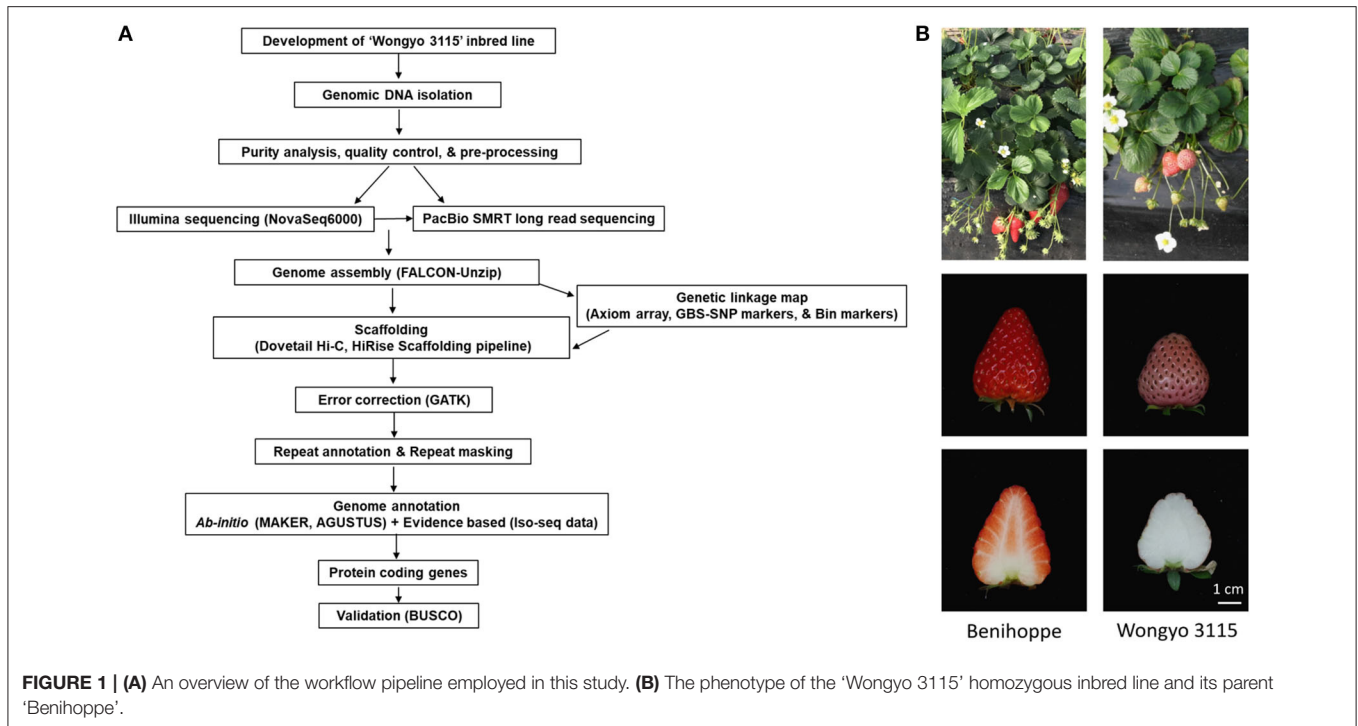 A
Development of 'Wongyo 3115' inbred line
Genomic DNA isolation
Purity analysis, quality control, & pre-processing
Illumina sequencing (NovaSeq6000)
PacBio SMRT long read sequencing
Genome assembly (FALCON-Unzip)
Genetic linkage map
(Axiom array, GBS-SNP markers, & Bin markers)
Scaffolding
(Dovetail Hi-C, HiRise Scaffolding pipeline)
Error correction (GATK)
Repeat annotation & Repeat masking
Genome annotation
Ab-initio (MAKER, AGUSTUS) + Evidence based (Iso-seq data)
Protein coding genes
Validation (BUSCO)
B
1 cm
Benihoppe
Wongyo 3115
FIGURE 1 | (A) An overview of the workflow pipeline employed in this study. (B) The phenotype of the 'Wongyo 3115' homozygous inbred line and its parent
'Benihoppe'.